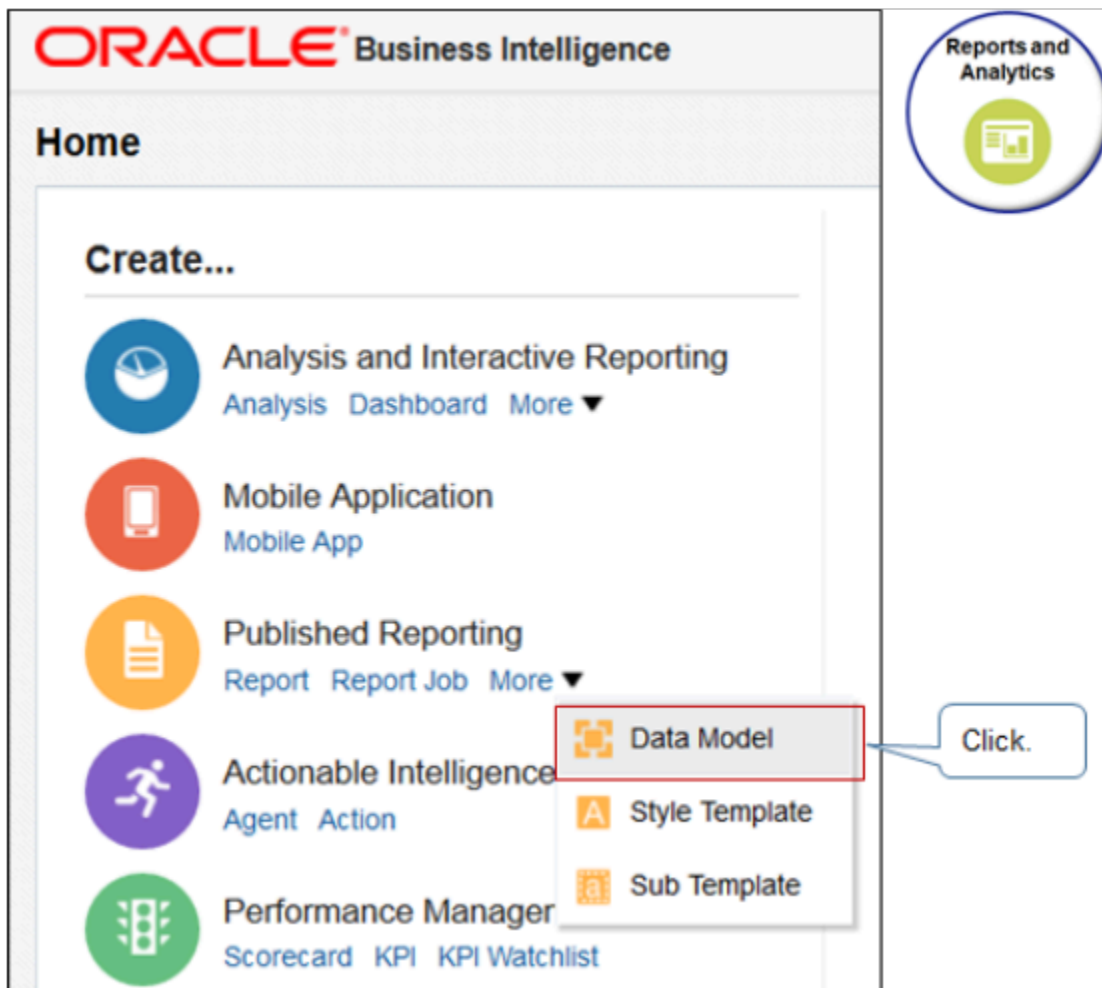 ORACLE Business Intelligence
Reports and
Analytics
Home
Create...
Analysis and Interactive Reporting
Analysis Dashboard More
Mobile Application
Mobile App
Published Reporting
Report Report Job More
Data Model
Click.
Actionable Intelligence
Agent Action
A Style Template
a Sub Template
Performance Manager
Scorecard KPI KPI Watchlist